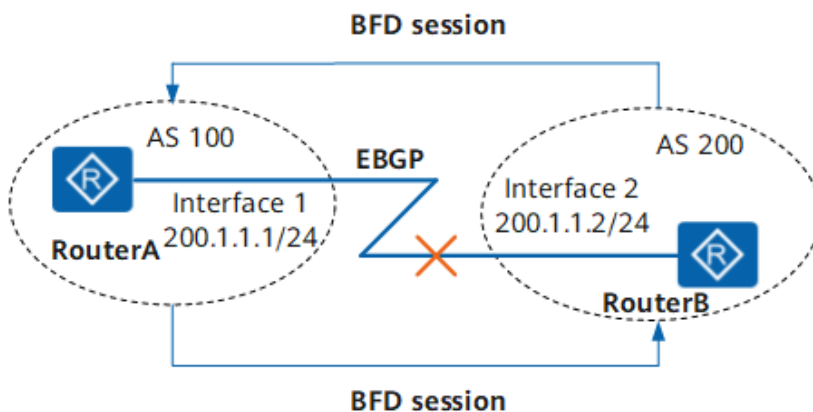 BFD session
AS 100
AS 200
EBGP
R
Interface 1
200.1.1.1/24
Interface 2
200.1.1.2/24
R
RouterA
RouterB
BFD session